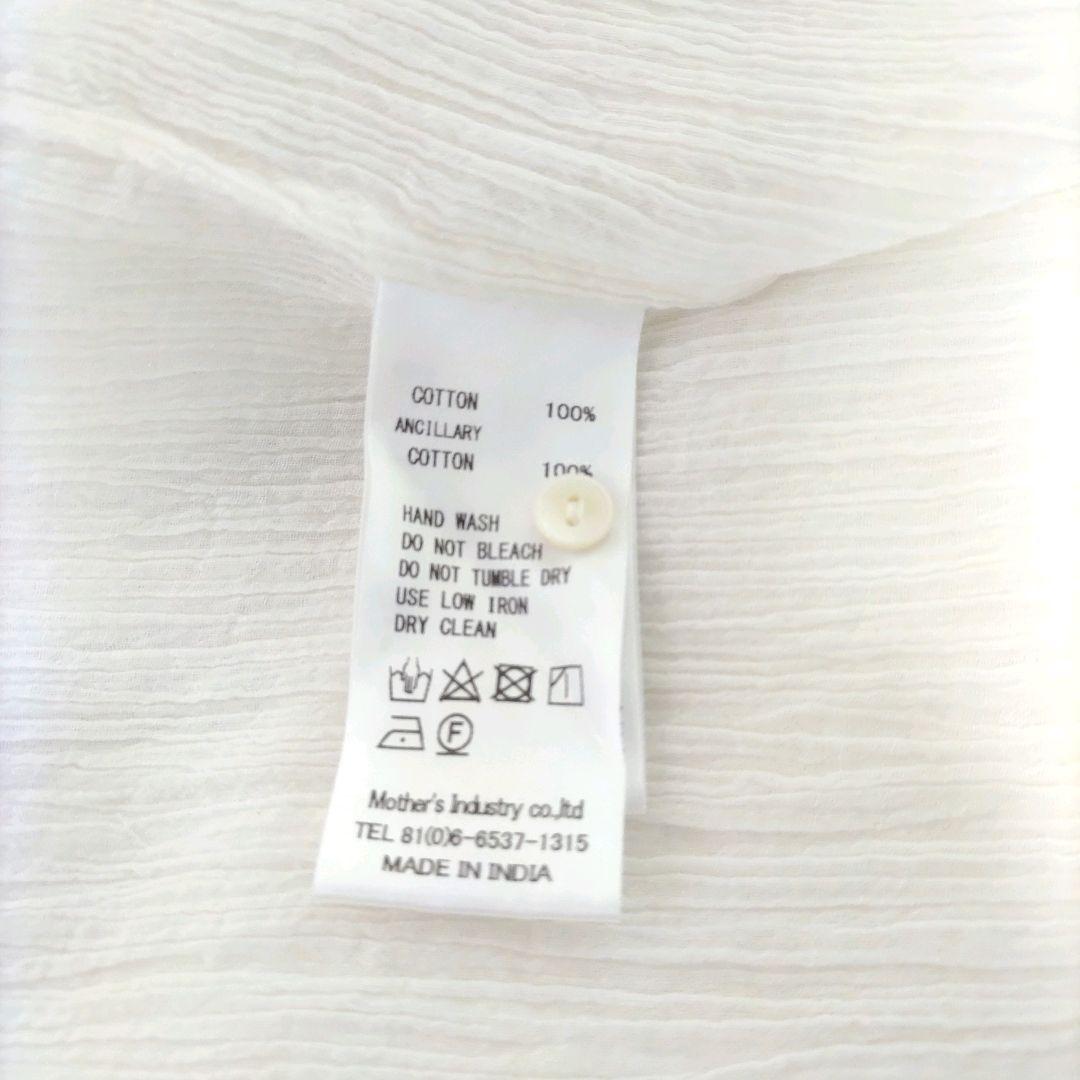 COTTON 100%
ANCILLARY
COTTON 100%
HAND WASH
DO NOT BLEACH
DO NOT TUMBLE DRY
USE LOW IRON
DRY CLEAN
F
Mother's Industry co.,ltd
TEL 81(0)6-6537-1315
MADE IN INDIA